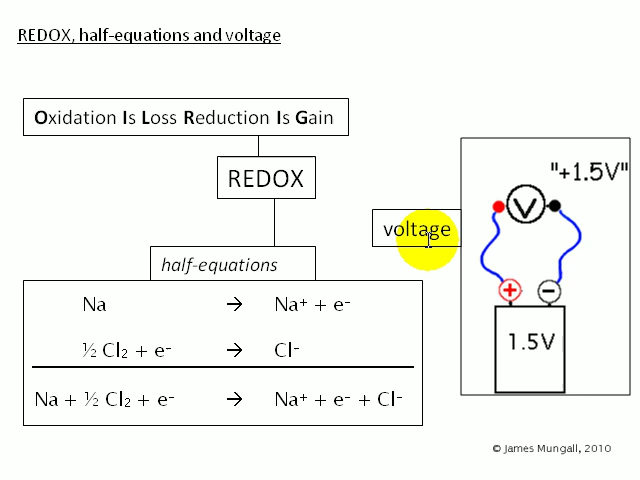 REDOX, half-equations and voltage
Oxidation Is Loss Reduction Is Gain
REDOX
"+1.5V"
V
voltage
half-equations
+ −
Na → Na⁺ + e⁻
½ Cl₂ + e⁻ → Cl⁻
1.5V
Na + ½ Cl₂ + e⁻ → Na⁺ + e⁻ + Cl⁻
© James Mungall, 2010